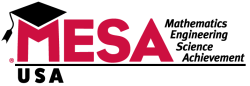 ®MESA
Mathematics
Engineering
Science
Achievement
USA